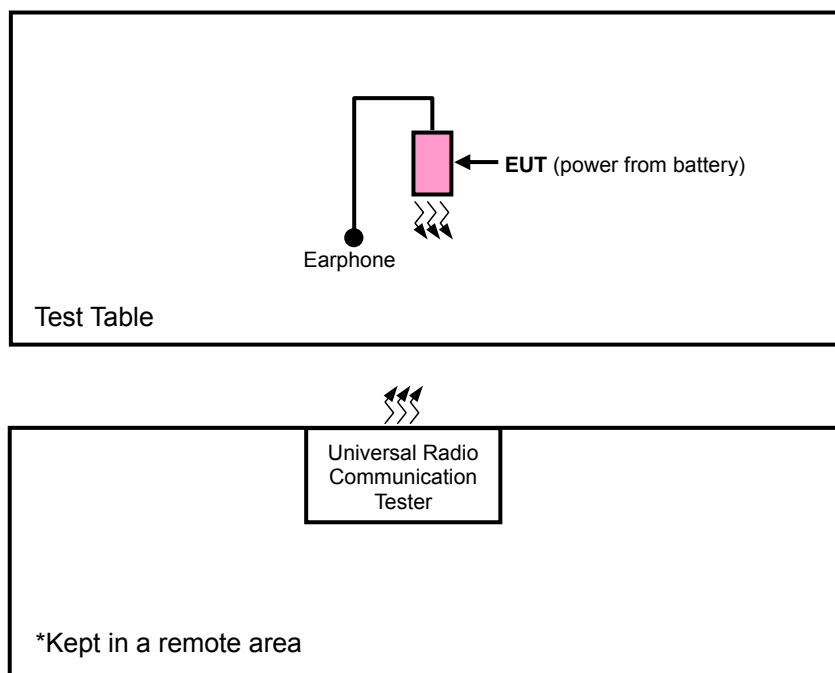 EUT (power from battery)
Earphone
Test Table
Universal Radio
Communication
Tester
*Kept in a remote area